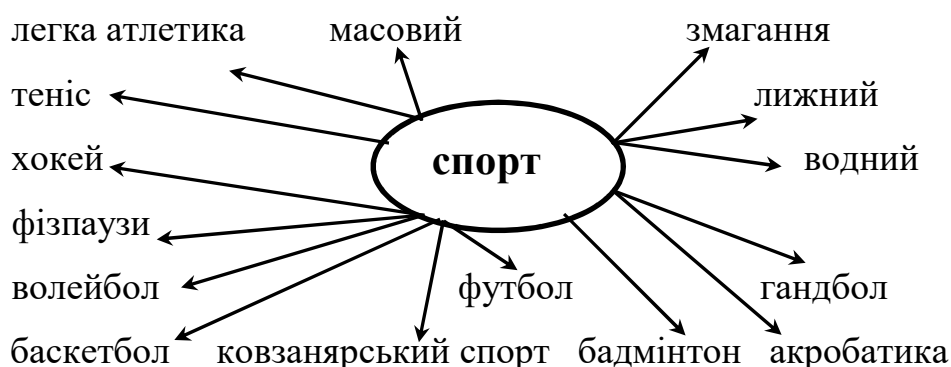 легка атлетика масовий змагання
теніс лижний
хокей спорт водний
фізпаузи
волейбол футбол гандбол
баскетбол ковзанярський спорт бадмінтон акробатика